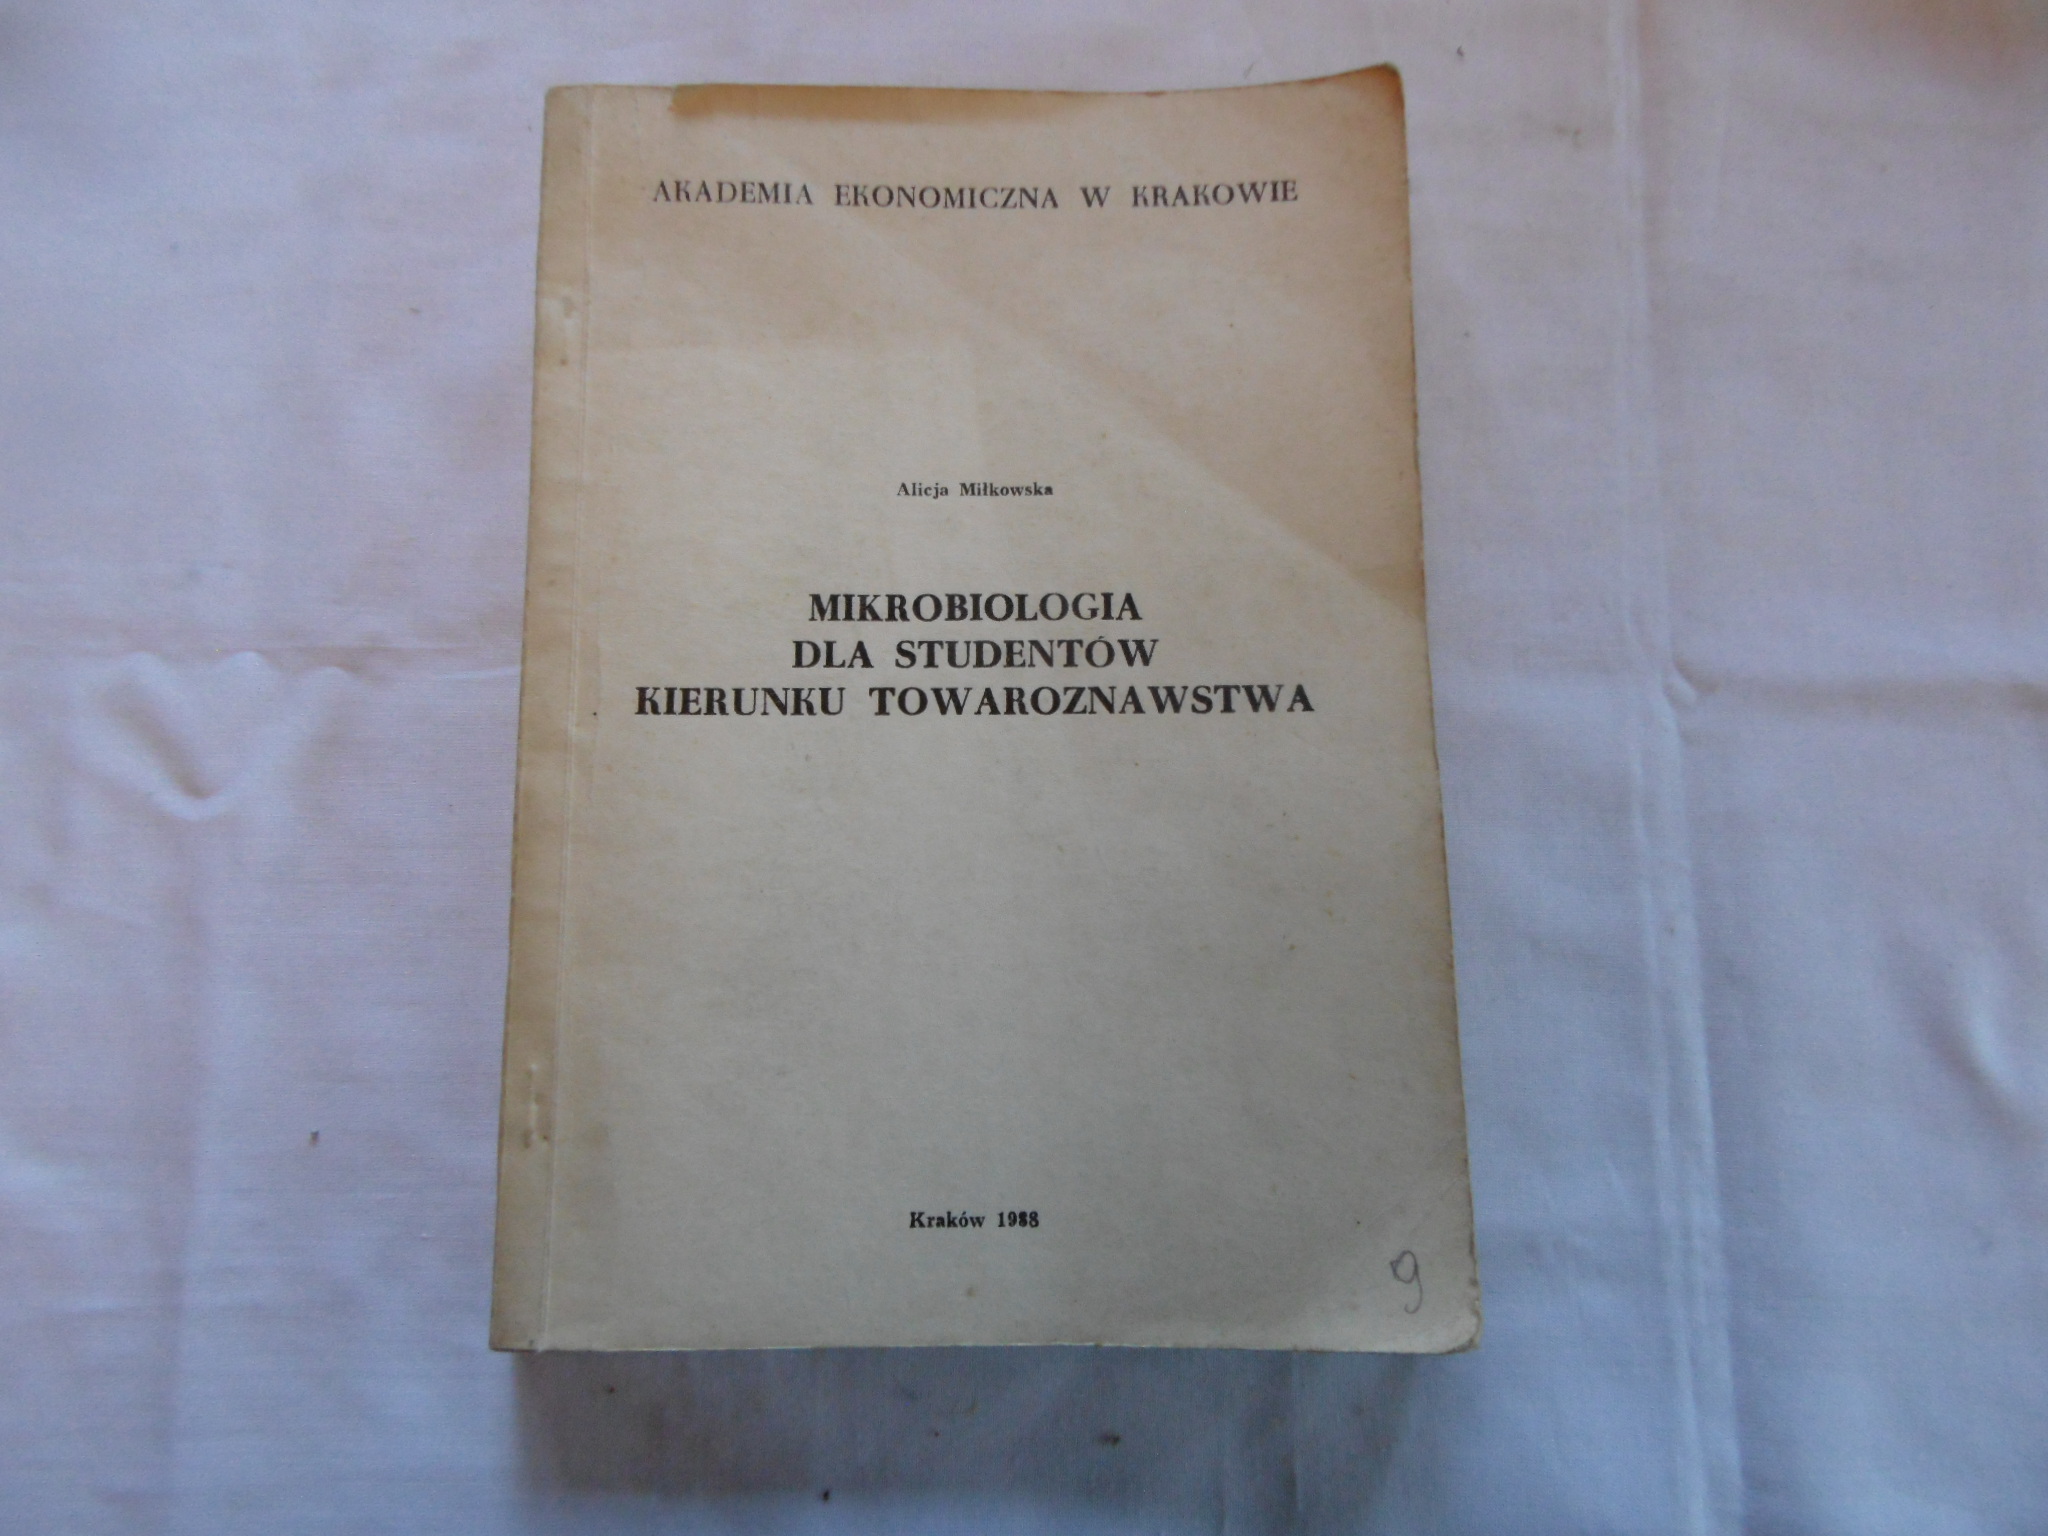 AKADEMIA EKONOMICZNA W KRAKOWIE
Alicja Miłkowska
MIKROBIOLOGIA
DLA STUDENTÓW
KIERUNKU TOWAROZNAWSTWA
Kraków 1988
9